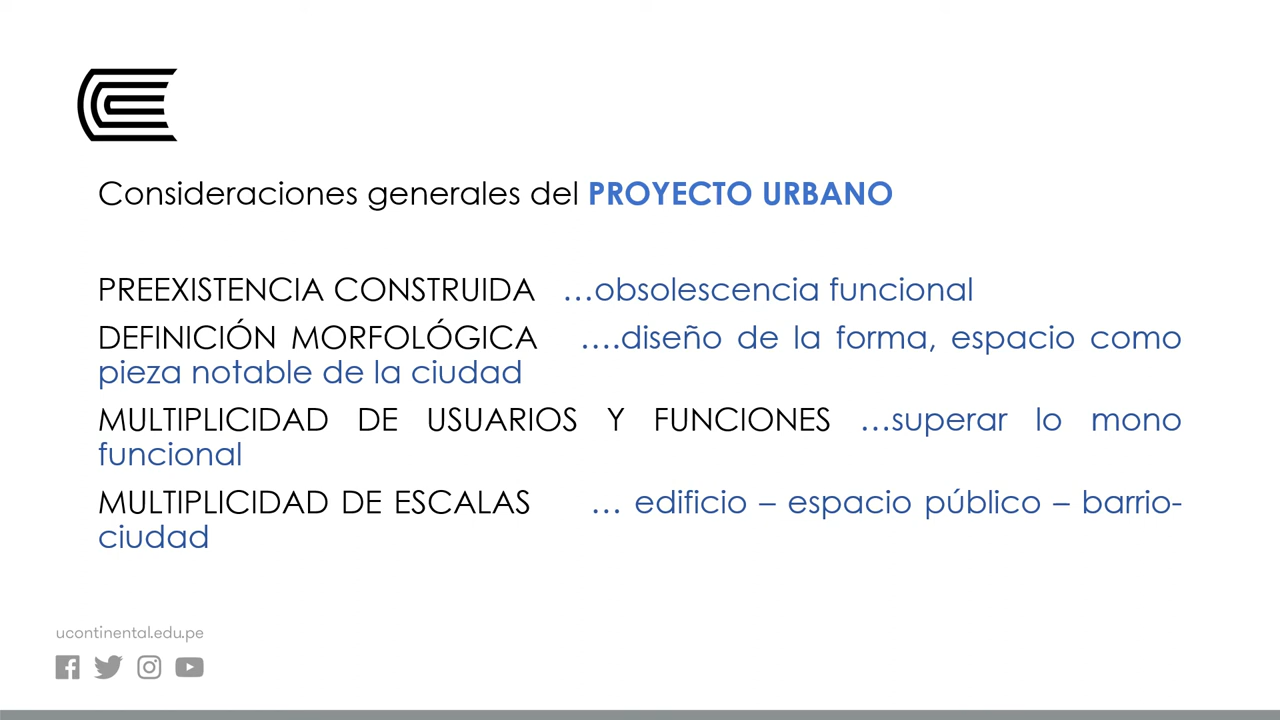 Consideraciones generales del PROYECTO URBANO
PREEXISTENCIA CONSTRUIDA …obsolescencia funcional
DEFINICIÓN MORFOLÓGICA ….diseño de la forma, espacio como
pieza notable de la ciudad
MULTIPLICIDAD DE USUARIOS Y FUNCIONES …superar lo mono
funcional
MULTIPLICIDAD DE ESCALAS … edificio – espacio público – barrio-
ciudad
ucontinental.edu.pe